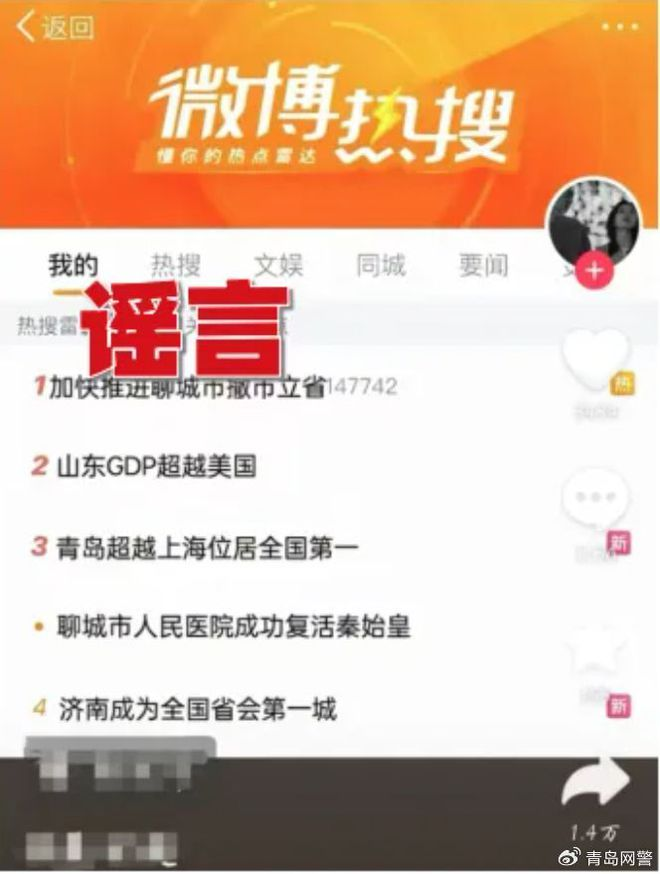 返回
微博热搜
懂你的热点雷达
我的 热搜 文娱 同城 要闻
谣言
热搜雷
1 加快推进聊城市撤市立省 147742
热
2 山东GDP超越美国
3 青岛超越上海位居全国第一
新
聊城市人民医院成功复活秦始皇
4 济南成为全国省会第一城
新
1.4万
@青岛网警